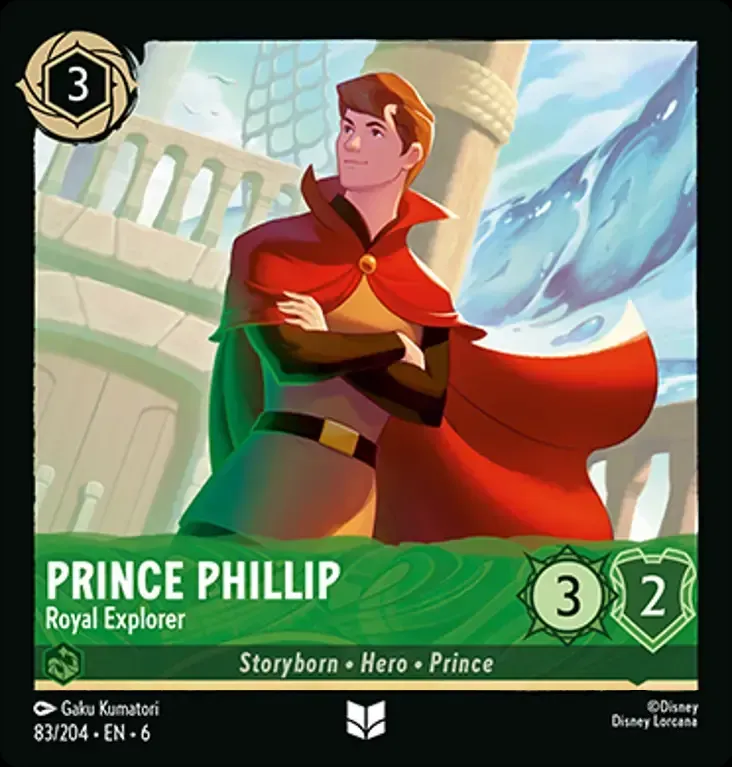 3
PRINCE PHILLIP
Royal Explorer
3
2
Storyborn • Hero • Prince
Gaku Kumatori
83/204 • EN • 6
©Disney
Disney Lorcana